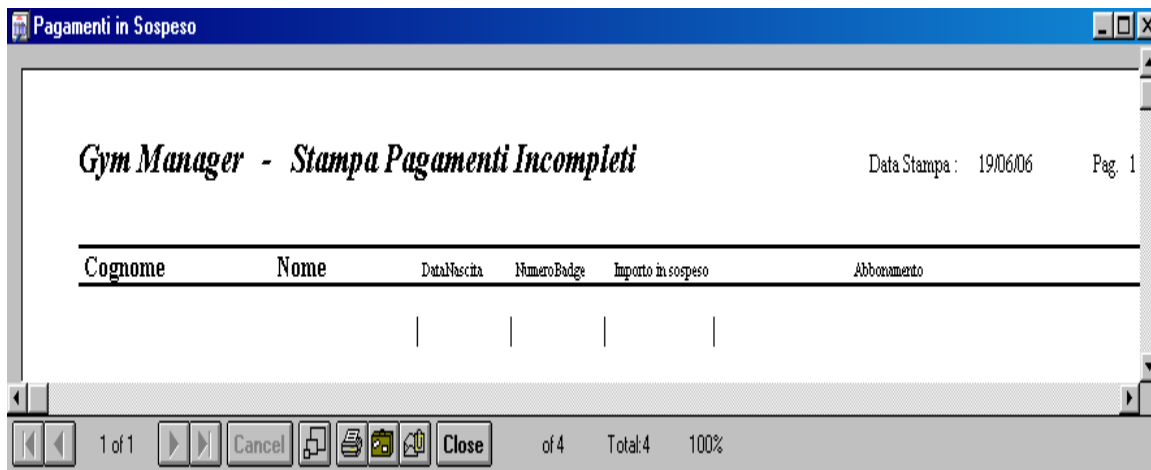 Pagamenti in Sospeso
Gym Manager - Stampa Pagamenti Incompleti Data Stampa : 19/06/06 Pag. 1
Cognome Nome DataNascita NumeroBadge Importo in sospeso Abbonamento
1 of 1 Cancel Close of 4 Total:4 100%